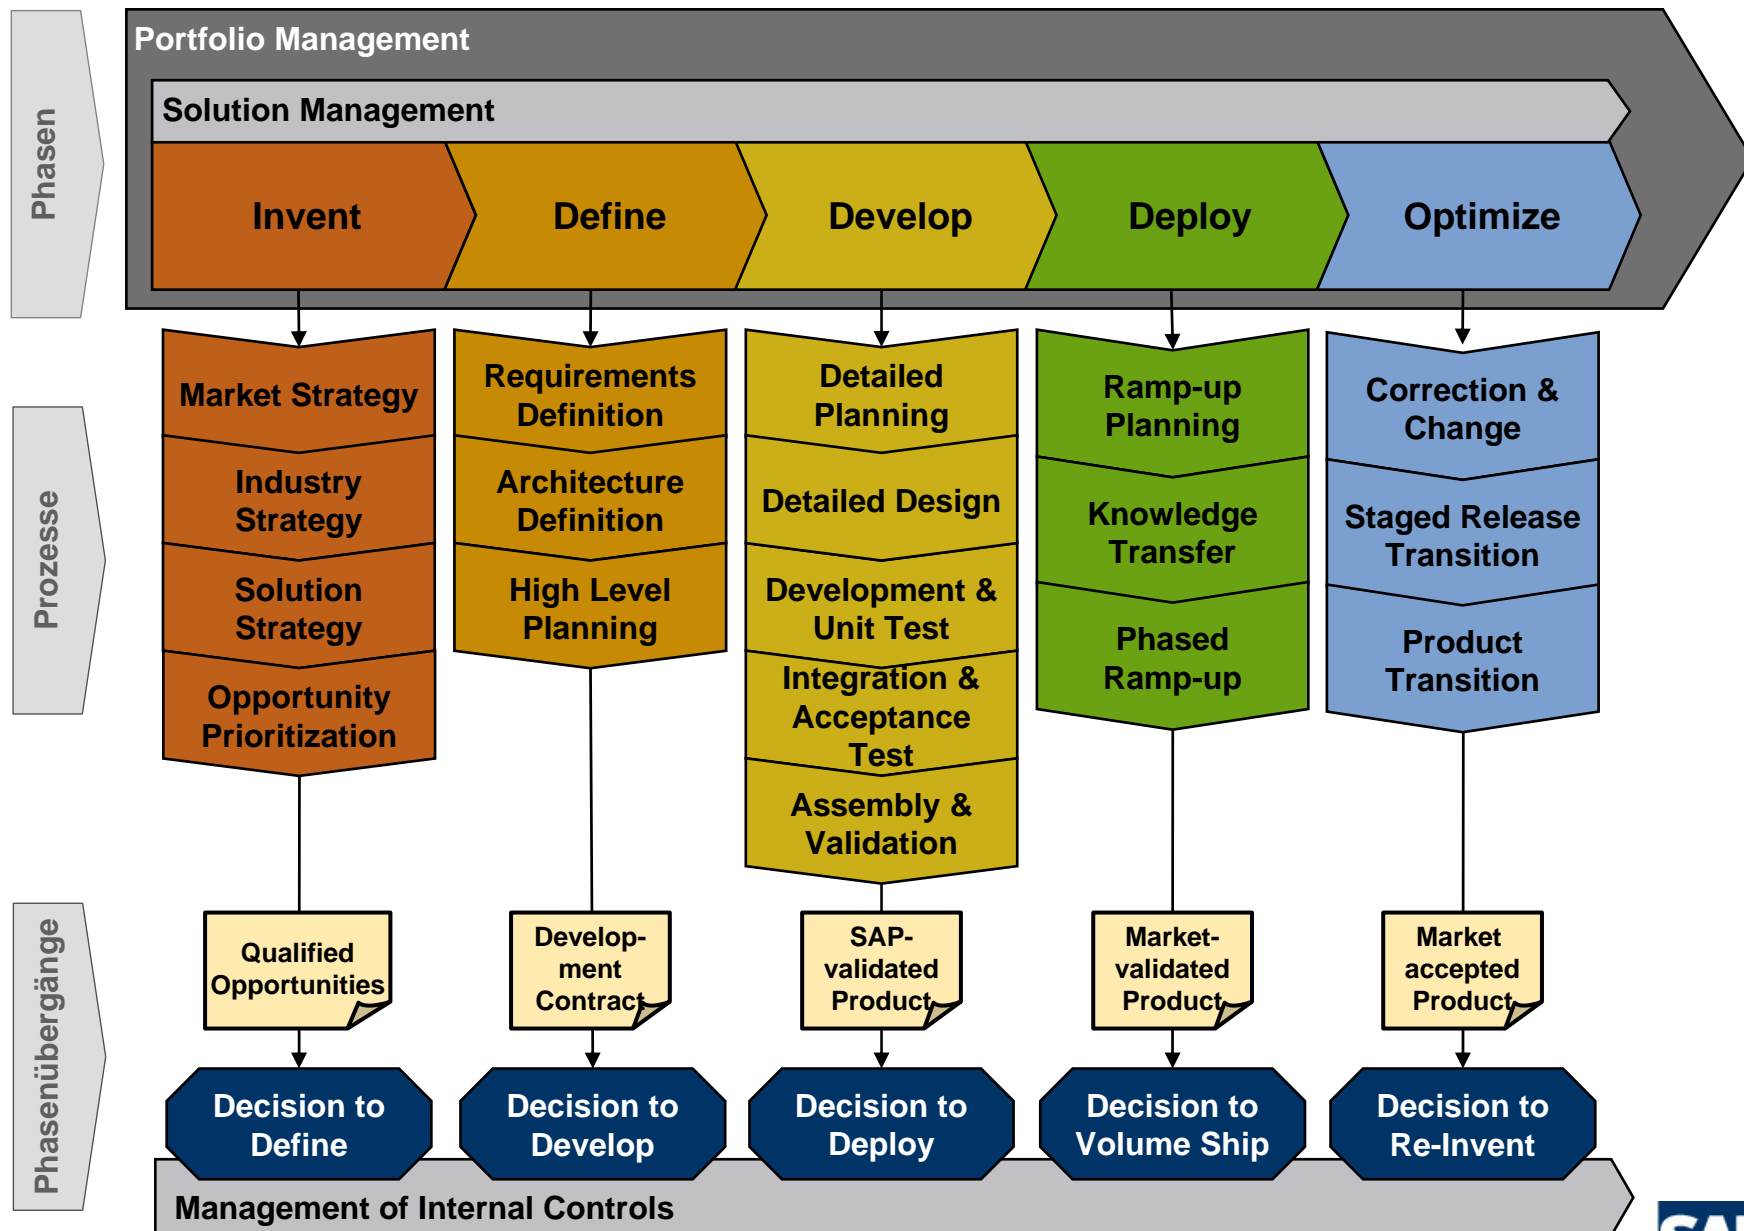 Phasen
Portfolio Management
Solution Management
Invent
Define
Develop
Deploy
Optimize
Prozesse
Market Strategy
Industry
Strategy
Solution
Strategy
Opportunity
Prioritization
Requirements
Definition
Architecture
Definition
High Level
Planning
Detailed
Planning
Detailed Design
Development &
Unit Test
Integration &
Acceptance
Test
Assembly &
Validation
Ramp-up
Planning
Knowledge
Transfer
Phased
Ramp-up
Correction &
Change
Staged Release
Transition
Product
Transition
Phasenübergänge
Qualified
Opportunities
Develop-
ment
Contract
SAP-
validated
Product
Market-
validated
Product
Market
accepted
Product
Decision to
Define
Decision to
Develop
Decision to
Deploy
Decision to
Volume Ship
Decision to
Re-Invent
Management of Internal Controls